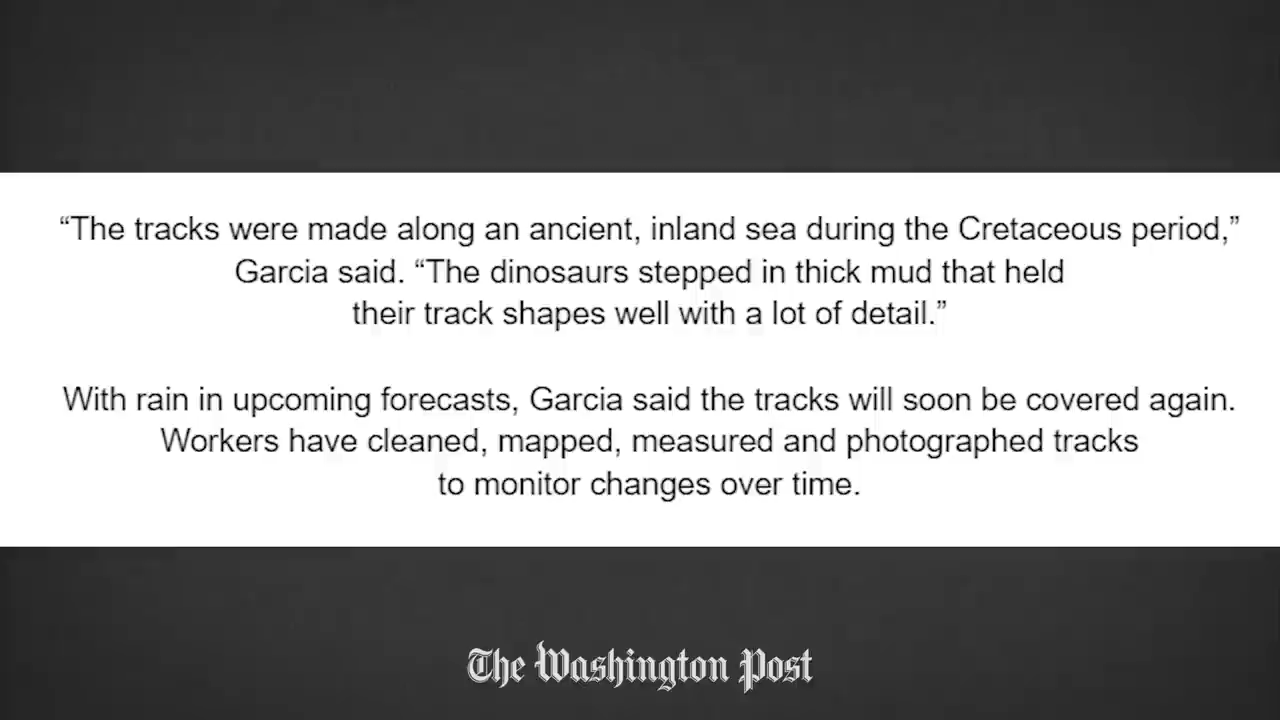 “The tracks were made along an ancient, inland sea during the Cretaceous period,”
Garcia said. “The dinosaurs stepped in thick mud that held
their track shapes well with a lot of detail.”
With rain in upcoming forecasts, Garcia said the tracks will soon be covered again.
Workers have cleaned, mapped, measured and photographed tracks
to monitor changes over time.
The Washington Post